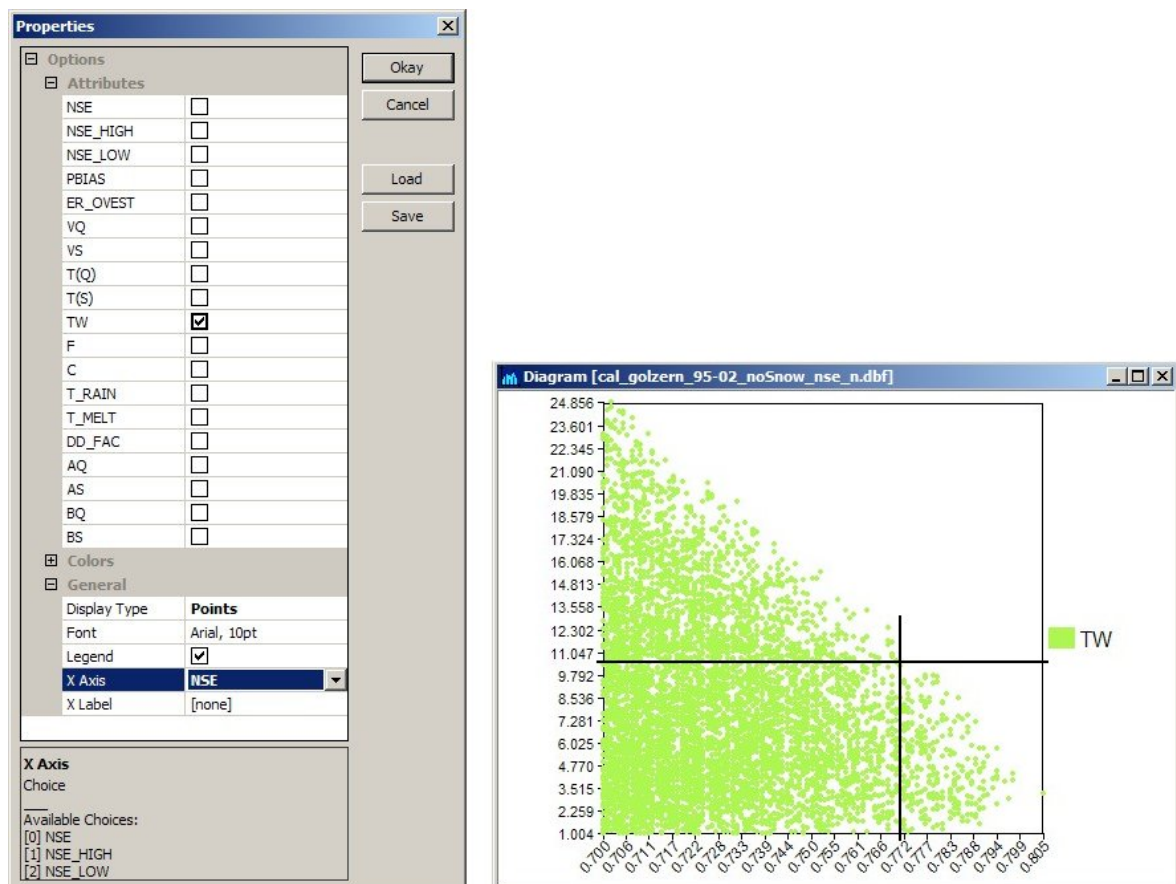 Properties
Options
Attributes
NSE
NSE_HIGH
NSE_LOW
PBIAS
ER_OVEST
VQ
VS
T(Q)
T(S)
TW
F
C
T_RAIN
T_MELT
DD_FAC
AQ
AS
BQ
BS
Colors
General
Display Type Points
Font Arial, 10pt
Legend
X Axis NSE
X Label [none]
Okay
Cancel
Load
Save
X Axis
Choice
___
Available Choices:
[0] NSE
[1] NSE_HIGH
[2] NSE_LOW
Diagram [cal_golzern_95-02_noSnow_nse_n.dbf]
24.856
23.601
22.345
21.090
19.835
18.579
17.324
16.068
14.813
13.558
12.302
11.047
9.792
8.536
7.281
6.025
4.770
3.515
2.259
1.004
0.700 0.706 0.711 0.717 0.722 0.728 0.733 0.739 0.744 0.750 0.755 0.761 0.766 0.772 0.777 0.783 0.788 0.794 0.799 0.805
TW